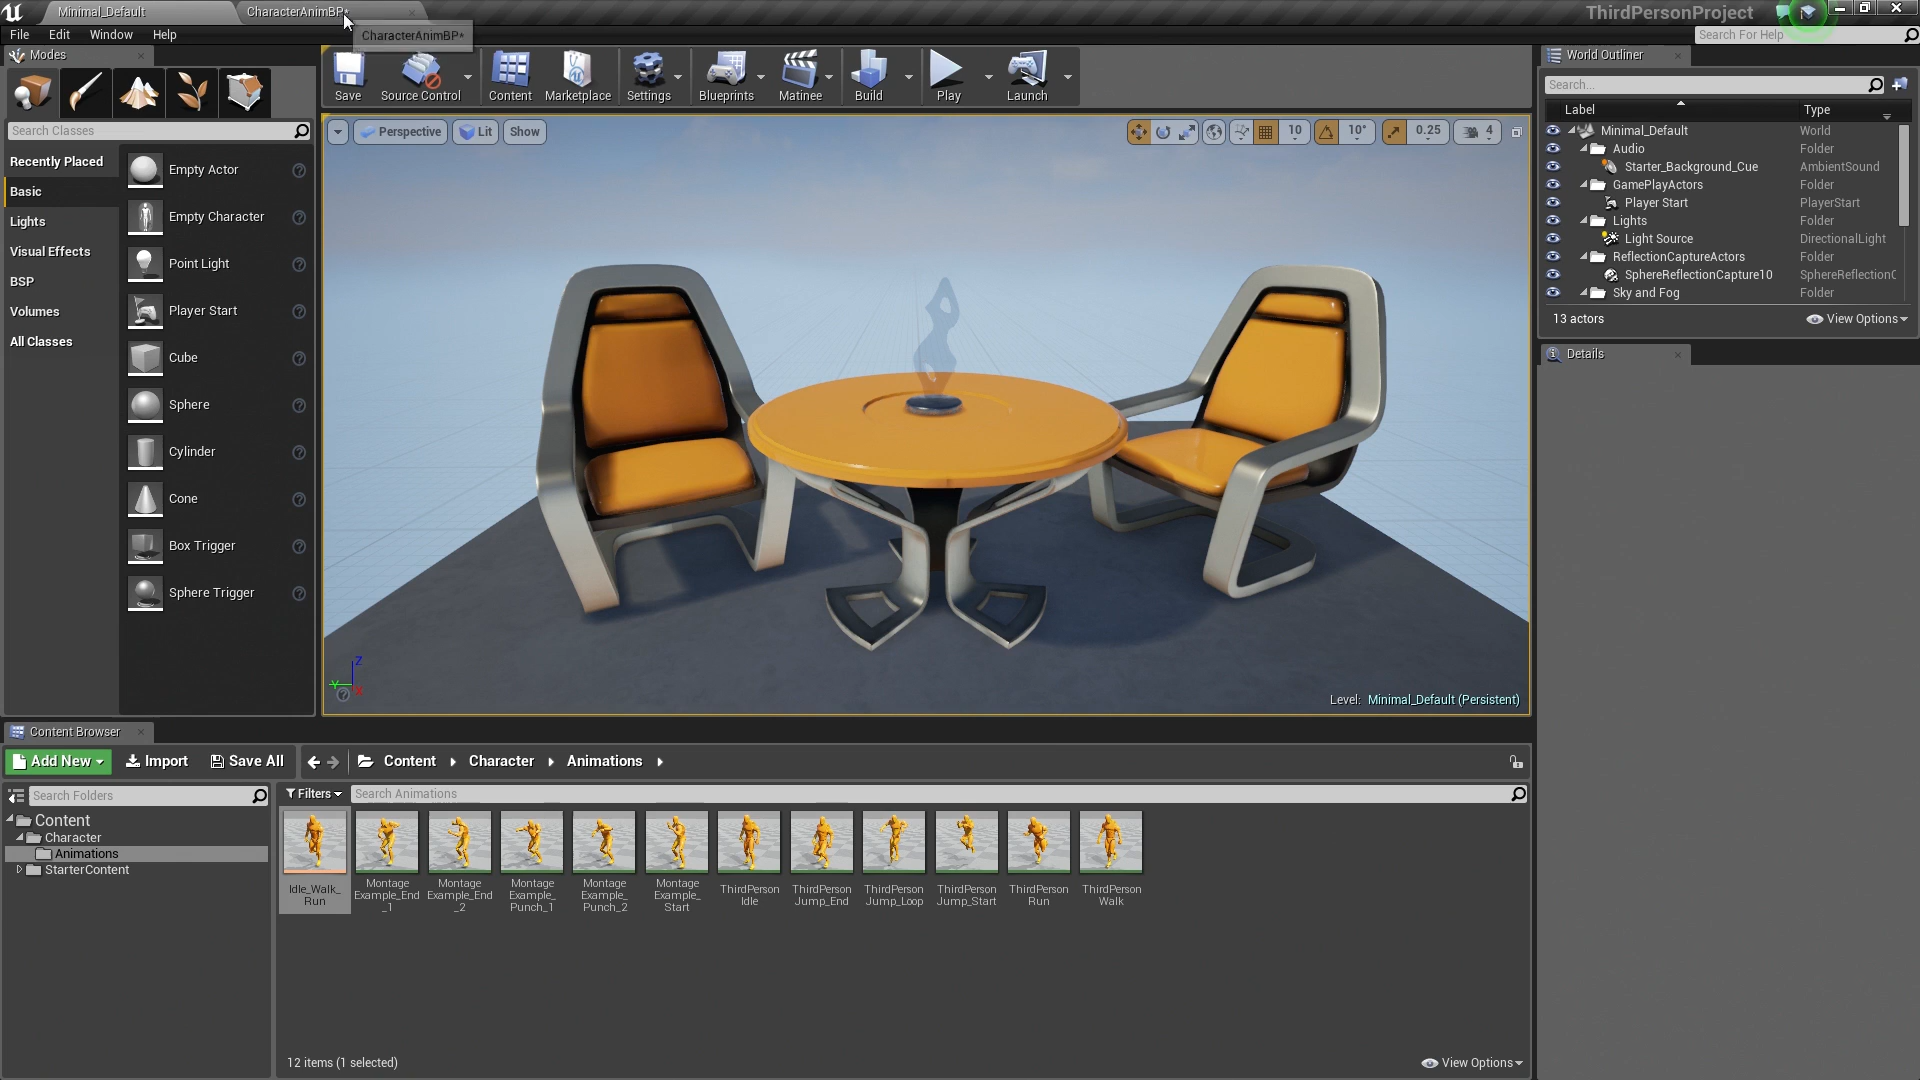 Minimal_Default
CharacterAnimBP*
ThirdPersonProject
File
Edit
Window
Help
CharacterAnimBP*
Search For Help
Modes
Save
Source Control
Content
Marketplace
Settings
Blueprints
Matinee
Build
Play
Launch
World Outliner
Search...
Label
Type
Search Classes
Perspective
Lit
Show
10
10°
0.25
4
Minimal_Default
World
Audio
Folder
Starter_Background_Cue
AmbientSound
GamePlayActors
Folder
Player Start
PlayerStart
Lights
Folder
Light Source
DirectionalLight
ReflectionCaptureActors
Folder
SphereReflectionCapture10
SphereReflectionC
Sky and Fog
Folder
13 actors
View Options
Details
Recently Placed
Basic
Lights
Visual Effects
BSP
Volumes
All Classes
Empty Actor
Empty Character
Point Light
Player Start
Cube
Sphere
Cylinder
Cone
Box Trigger
Sphere Trigger
Z
Y
X
Level: Minimal_Default (Persistent)
Content Browser
Add New
Import
Save All
Content
Character
Animations
Search Folders
Filters
Search Animations
Content
Character
Animations
StarterContent
Idle_Walk_
Run
Montage
Example_End
_1
Montage
Example_End
_2
Montage
Example_
Punch_1
Montage
Example_
Punch_2
Montage
Example_
Start
ThirdPerson
Idle
ThirdPerson
Jump_End
ThirdPerson
Jump_Loop
ThirdPerson
Jump_Start
ThirdPerson
Run
ThirdPerson
Walk
12 items (1 selected)
View Options